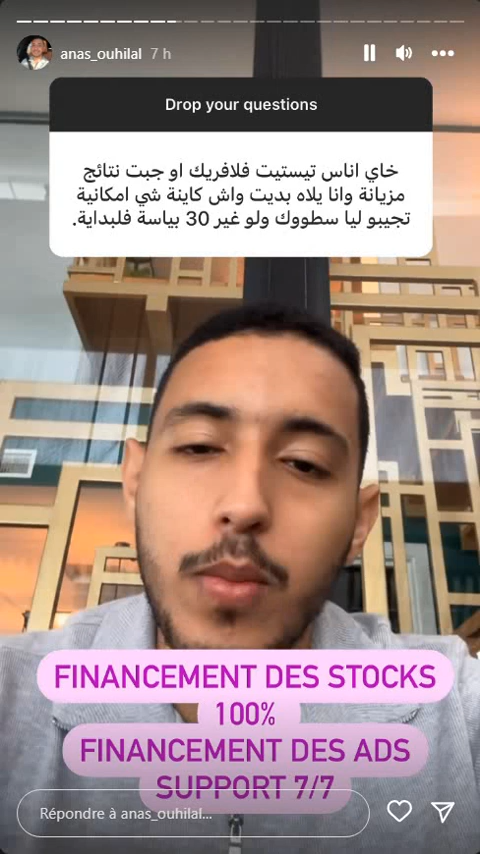 anas_ouhilal 7 h
Drop your questions
خاي اناس تيستيت فلافريك او جبت نتائج
مزيانة وانا يلاه بديت واش كاينة شي امكانية
تجيبو ليا سطووك ولو غير 30 بياسة فلبداية.
FINANCEMENT DES STOCKS
100%
FINANCEMENT DES ADS
SUPPORT 7/7
Répondre à anas_ouhilal...